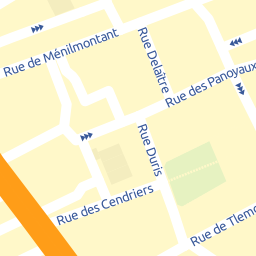 Rue de Ménilmontant
Rue Delaitre
Rue des Panoyaux
Rue Duris
Rue des Cendriers
Rue de Tlem